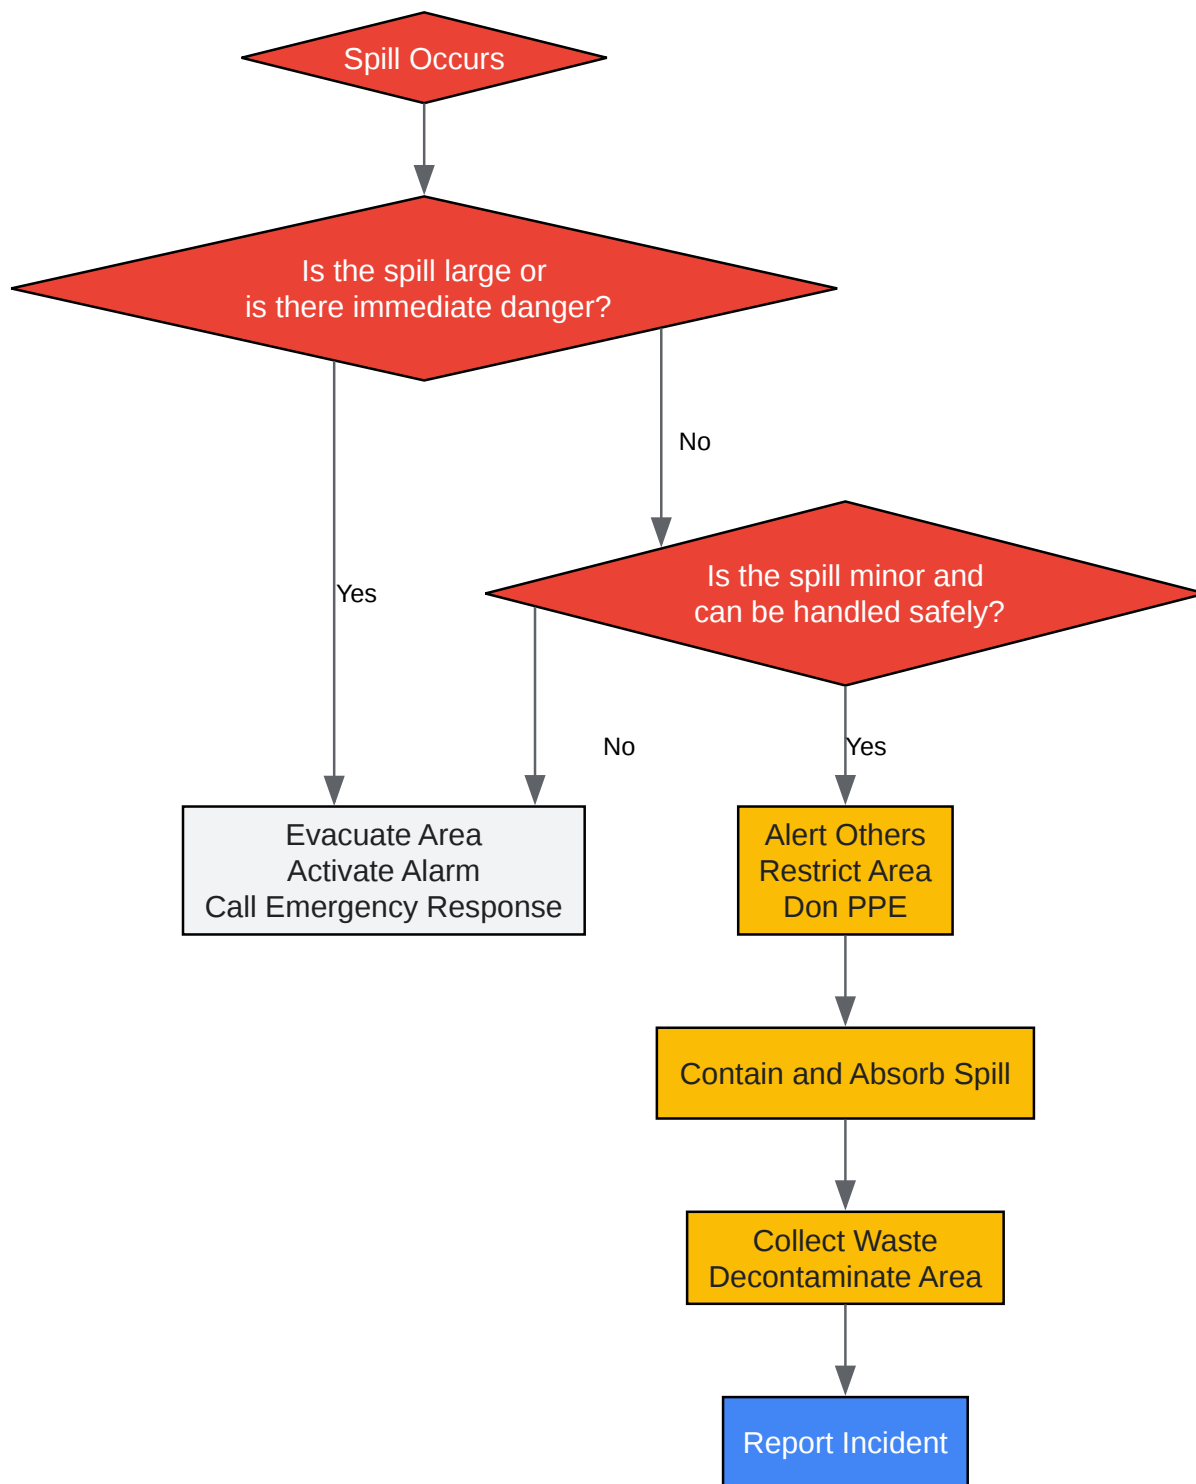 Spill Occurs
Is the spill large or
is there immediate danger?
No
Yes
Is the spill minor and
can be handled safely?
No
Yes
Evacuate Area
Activate Alarm
Call Emergency Response
Alert Others
Restrict Area
Don PPE
Contain and Absorb Spill
Collect Waste
Decontaminate Area
Report Incident